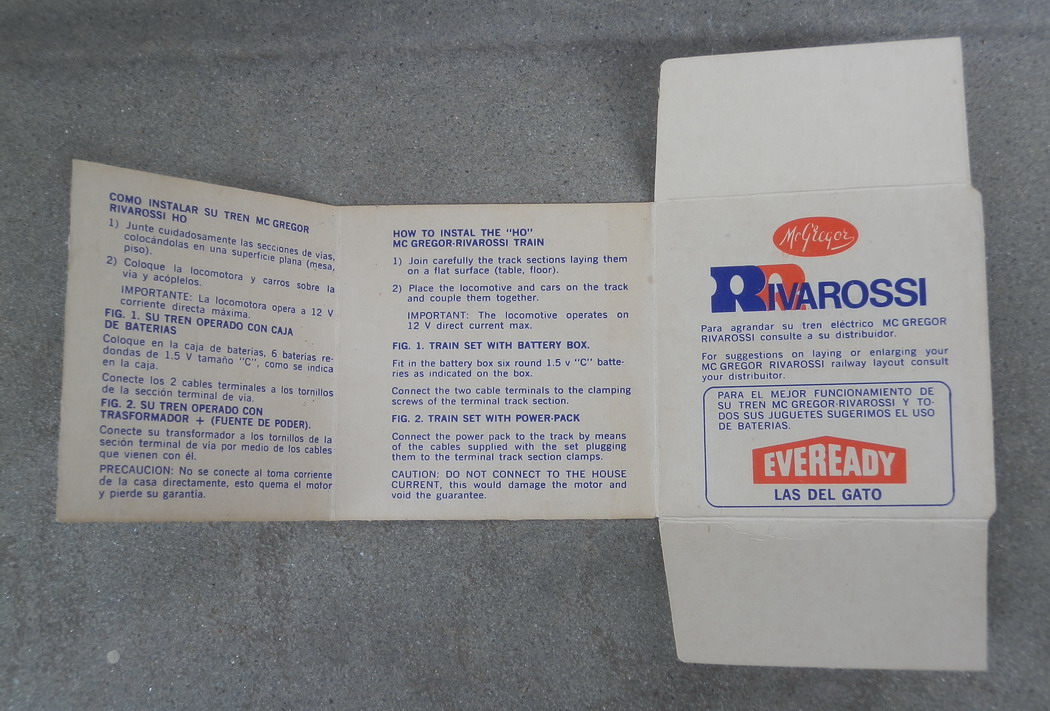 COMO INSTALAR SU TREN MC GREGOR
RIVAROSSI HO
1) Junte cuidadosamente las secciones de vías,
colocándolas en una superficie plana (mesa,
piso).
2) Coloque la locomotora y carros sobre la
vía y acóplelos.
IMPORTANTE: La locomotora opera a 12 V
corriente directa máxima.
FIG. 1. SU TREN OPERADO CON CAJA
DE BATERIAS
Coloque en la caja de baterías, 6 baterías re-
dondas de 1.5 V tamaño "C", como se indica
en la caja.
Conecte los 2 cables terminales a los tornillos
de la sección terminal de vía.
FIG. 2. SU TREN OPERADO CON
TRASFORMADOR + (FUENTE DE PODER).
Conecte su transformador a los tornillos de la
seción terminal de vía por medio de los cables
que vienen con él.
PRECAUCION: No se conecte al toma corriente
de la casa directamente, esto quema el motor
y pierde su garantía.
HOW TO INSTAL THE "HO"
MC GREGOR-RIVAROSSI TRAIN
1) Join carefully the track sections laying them
on a flat surface (table, floor).
2) Place the locomotive and cars on the track
and couple them together.
IMPORTANT: The locomotive operates on
12 V direct current max.
FIG. 1. TRAIN SET WITH BATTERY BOX.
Fit in the battery box six round 1.5 v "C" batte-
ries as indicated on the box.
Connect the two cable terminals to the clamping
screws of the terminal track section.
FIG. 2. TRAIN SET WITH POWER-PACK
Connect the power pack to the track by means
of the cables supplied with the set plugging
them to the terminal track section clamps.
CAUTION: DO NOT CONNECT TO THE HOUSE
CURRENT, this would damage the motor and
void the guarantee.
McGregor
RIVAROSSI
Para agrandar su tren eléctrico MC GREGOR
RIVAROSSI consulte a su distribuidor.
For suggestions on laying or enlarging your
MC GREGOR RIVAROSSI railway layout consult
your distribuitor.
PARA EL MEJOR FUNCIONAMIENTO DE
SU TREN MC GREGOR-RIVAROSSI Y TO-
DOS SUS JUGUETES SUGERIMOS EL USO
DE BATERIAS.
EVEREADY
LAS DEL GATO